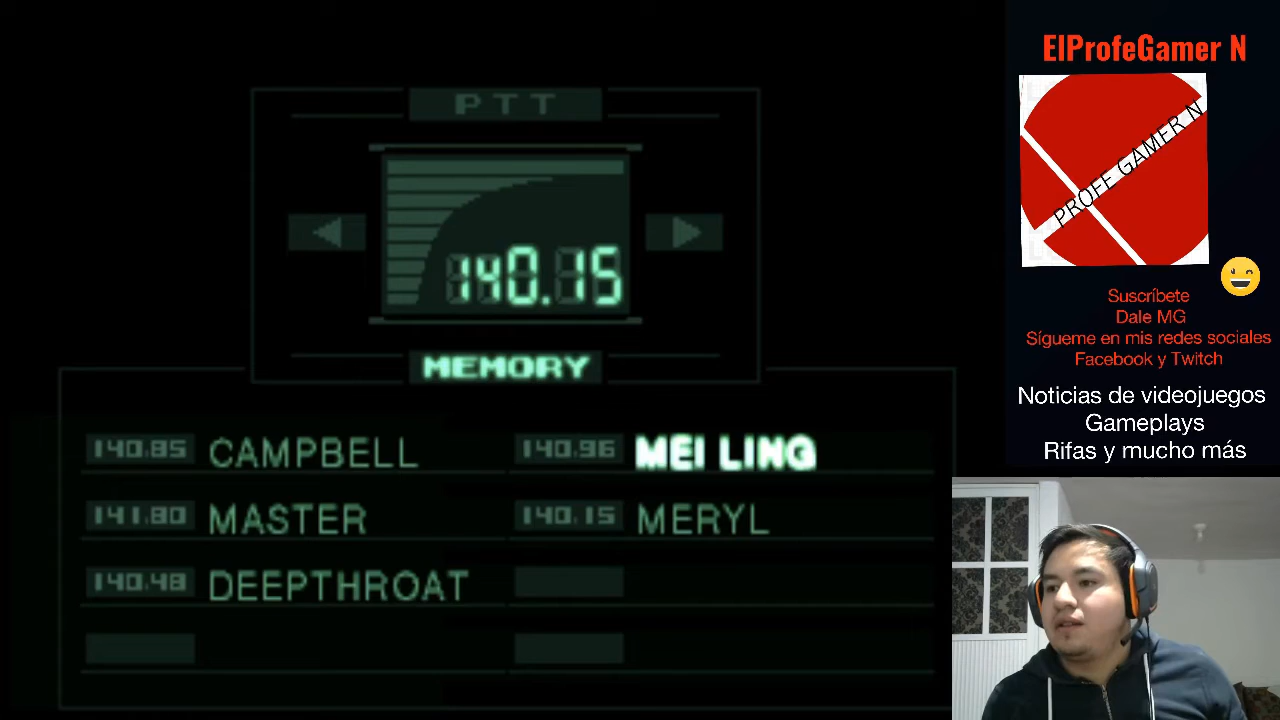 PTT
140.15
MEMORY
140.85 CAMPBELL
140.96 MEI LING
141.80 MASTER
140.15 MERYL
140.48 DEEPTHROAT
ElProfeGamer N
PROFF GAMER N
Suscríbete
Dale MG
Sígueme en mis redes sociales
Facebook y Twitch
Noticias de videojuegos
Gameplays
Rifas y mucho más